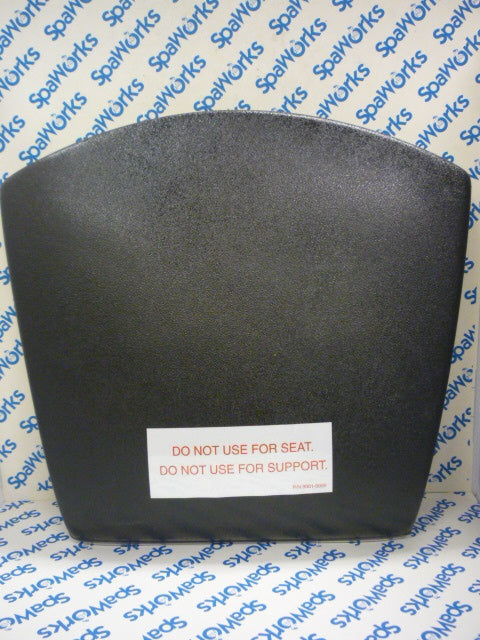 DO NOT USE FOR SEAT.
DO NOT USE FOR SUPPORT.
SpaWorks